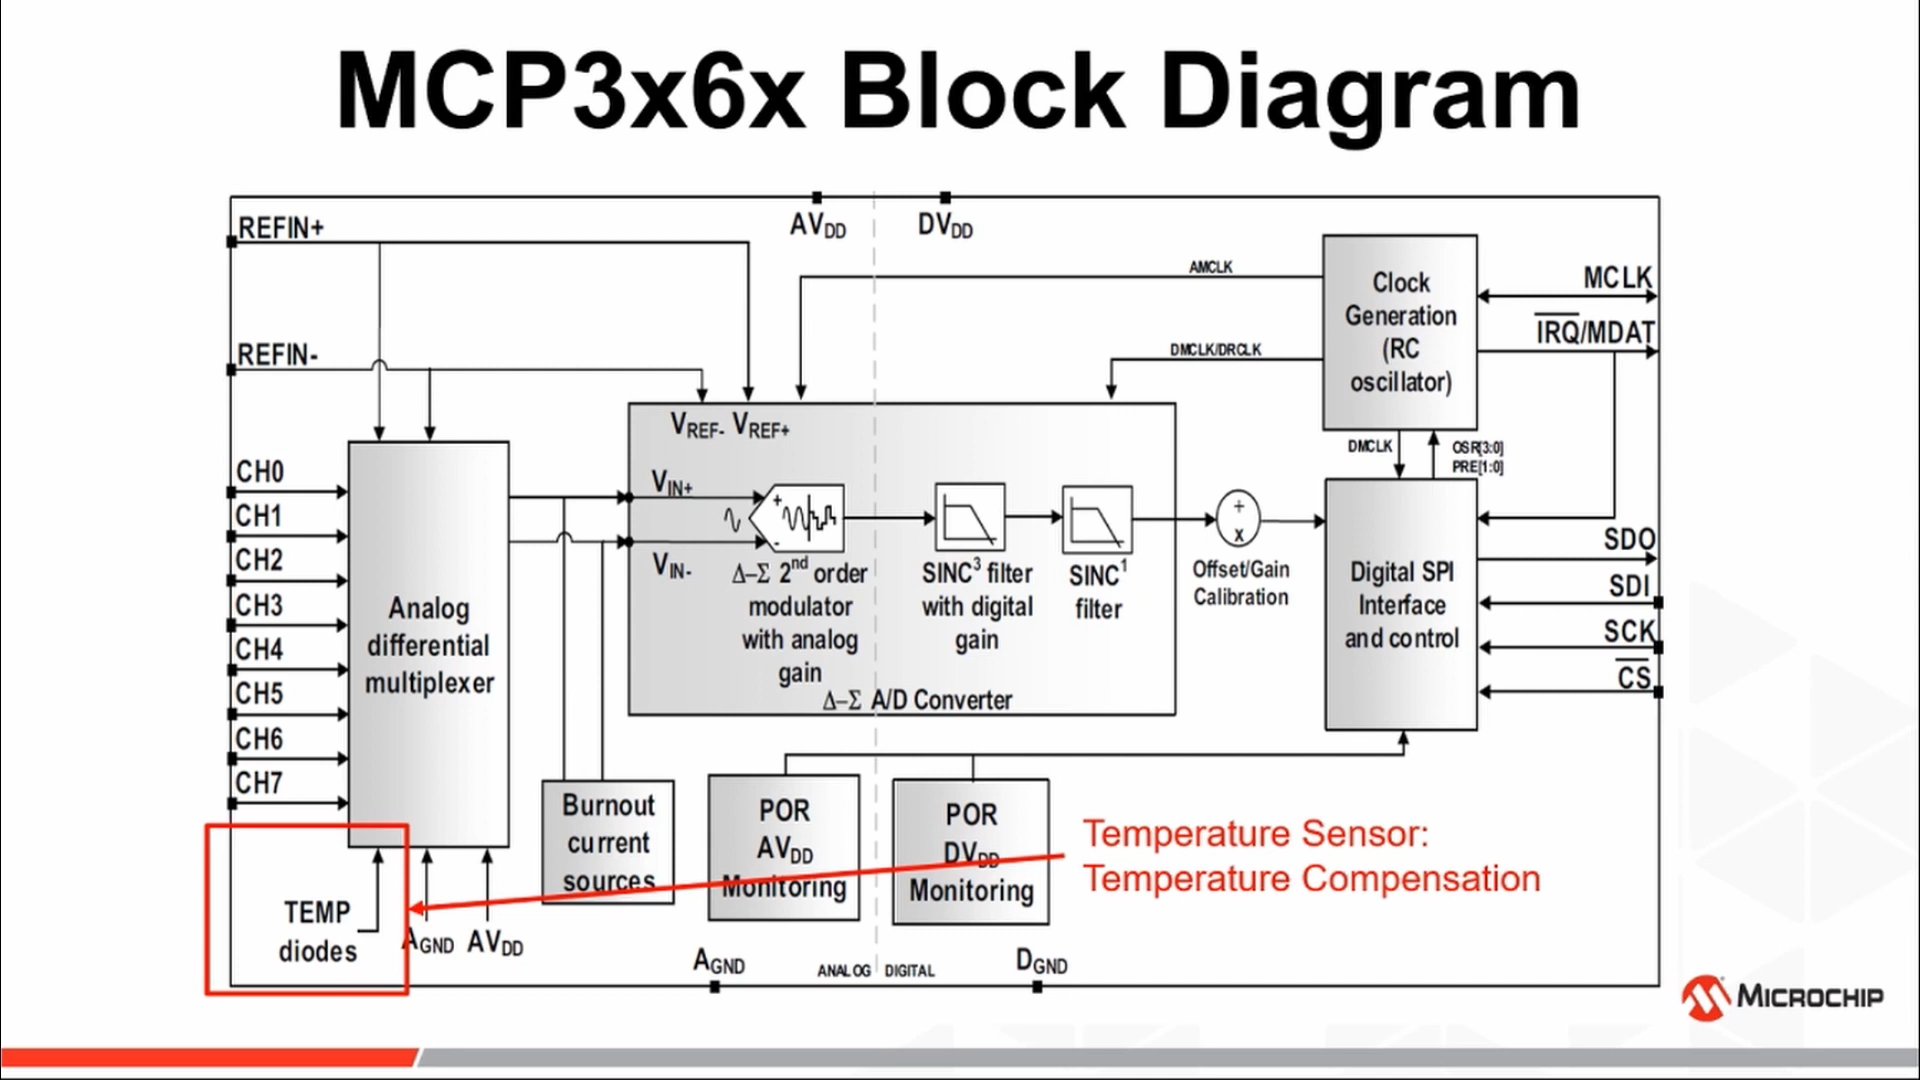 MCP3x6x Block Diagram
REFIN+
AVDD
DVDD
AMCLK
Clock
Generation
(RC
oscillator)
MCLK
IRQ/MDAT
REFIN-
DMCLK/DRCLK
VREF- VREF+
DMCLK
OSR[3:0]
PRE[1:0]
CH0
CH1
CH2
CH3
CH4
CH5
CH6
CH7
Analog
differential
multiplexer
VIN+
VIN-
+
-
Δ–Σ 2nd order
modulator
with analog
gain
SINC3 filter
with digital
gain
SINC1
filter
Δ–Σ A/D Converter
+
x
Offset/Gain
Calibration
Digital SPI
Interface
and control
SDO
SDI
SCK
CS
Burnout
current
sources
POR
AVDD
Monitoring
POR
DVDD
Monitoring
Temperature Sensor:
Temperature Compensation
TEMP
diodes
AGND
AVDD
AGND
ANALOG
DIGITAL
DGND
MICROCHIP